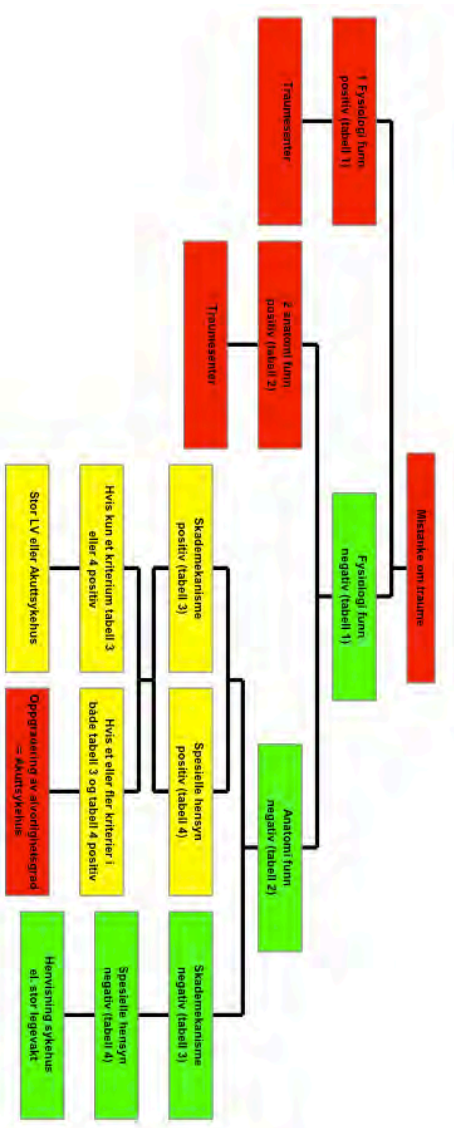 Mistanke om traume
1 Fysiologi funn
positiv (tabell 1)
Fysiologi funn
negativ (tabell 1)
Traumesenter
2 anatomi funn
positiv (tabell 2)
Anatomi funn
negativ (tabell 2)
Traumesenter
Skademekanisme
positiv (tabell 3)
Spesielle hensyn
positiv (tabell 4)
Skademekanisme
negativ (tabell 3)
Hvis kun et kriterium tabell 3
eller 4 positiv
Hvis et eller fler kriterier i
både tabell 3 og tabell 4 positiv
Spesielle hensyn
negativ (tabell 4)
Stor LV eller Akuttsykehus
Oppgradering av alvorlighetsgrad
= Akuttsykehus
Henvisning sykehus
el. stor legevakt